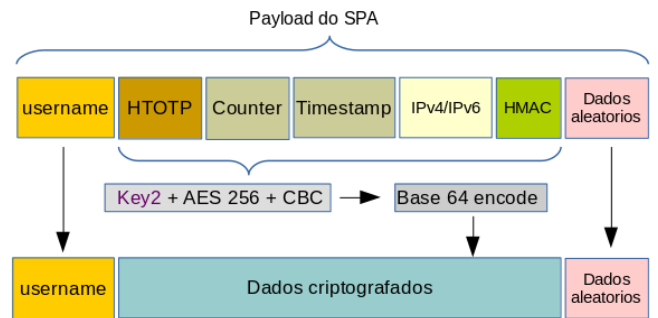 Payload do SPA
username
HTOTP
Counter
Timestamp
IPv4/IPv6
HMAC
Dados
aleatorios
Key2 + AES 256 + CBC
Base 64 encode
username
Dados criptografados
Dados
aleatorios